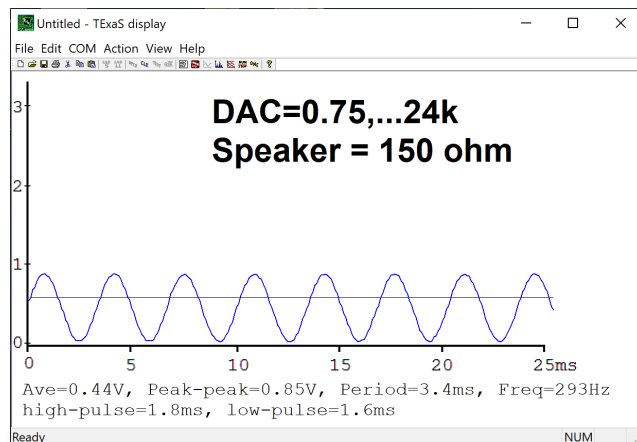 Untitled - TExaS display
File Edit COM Action View Help
DAC=0.75,...24k
Speaker = 150 ohm
3
2
1
0
0 5 10 15 20 25ms
Ave=0.44V, Peak-peak=0.85V, Period=3.4ms, Freq=293Hz
high-pulse=1.8ms, low-pulse=1.6ms
Ready NUM